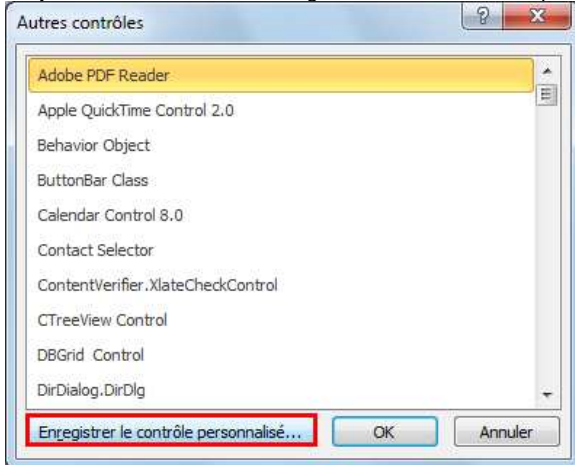 Autres contrôles
Adobe PDF Reader
Apple QuickTime Control 2.0
Behavior Object
ButtonBar Class
Calendar Control 8.0
Contact Selector
ContentVerifier.XlateCheckControl
CTreeView Control
DBGrid Control
DirDialog.DirDlg
Enregistrer le contrôle personnalisé... OK Annuler